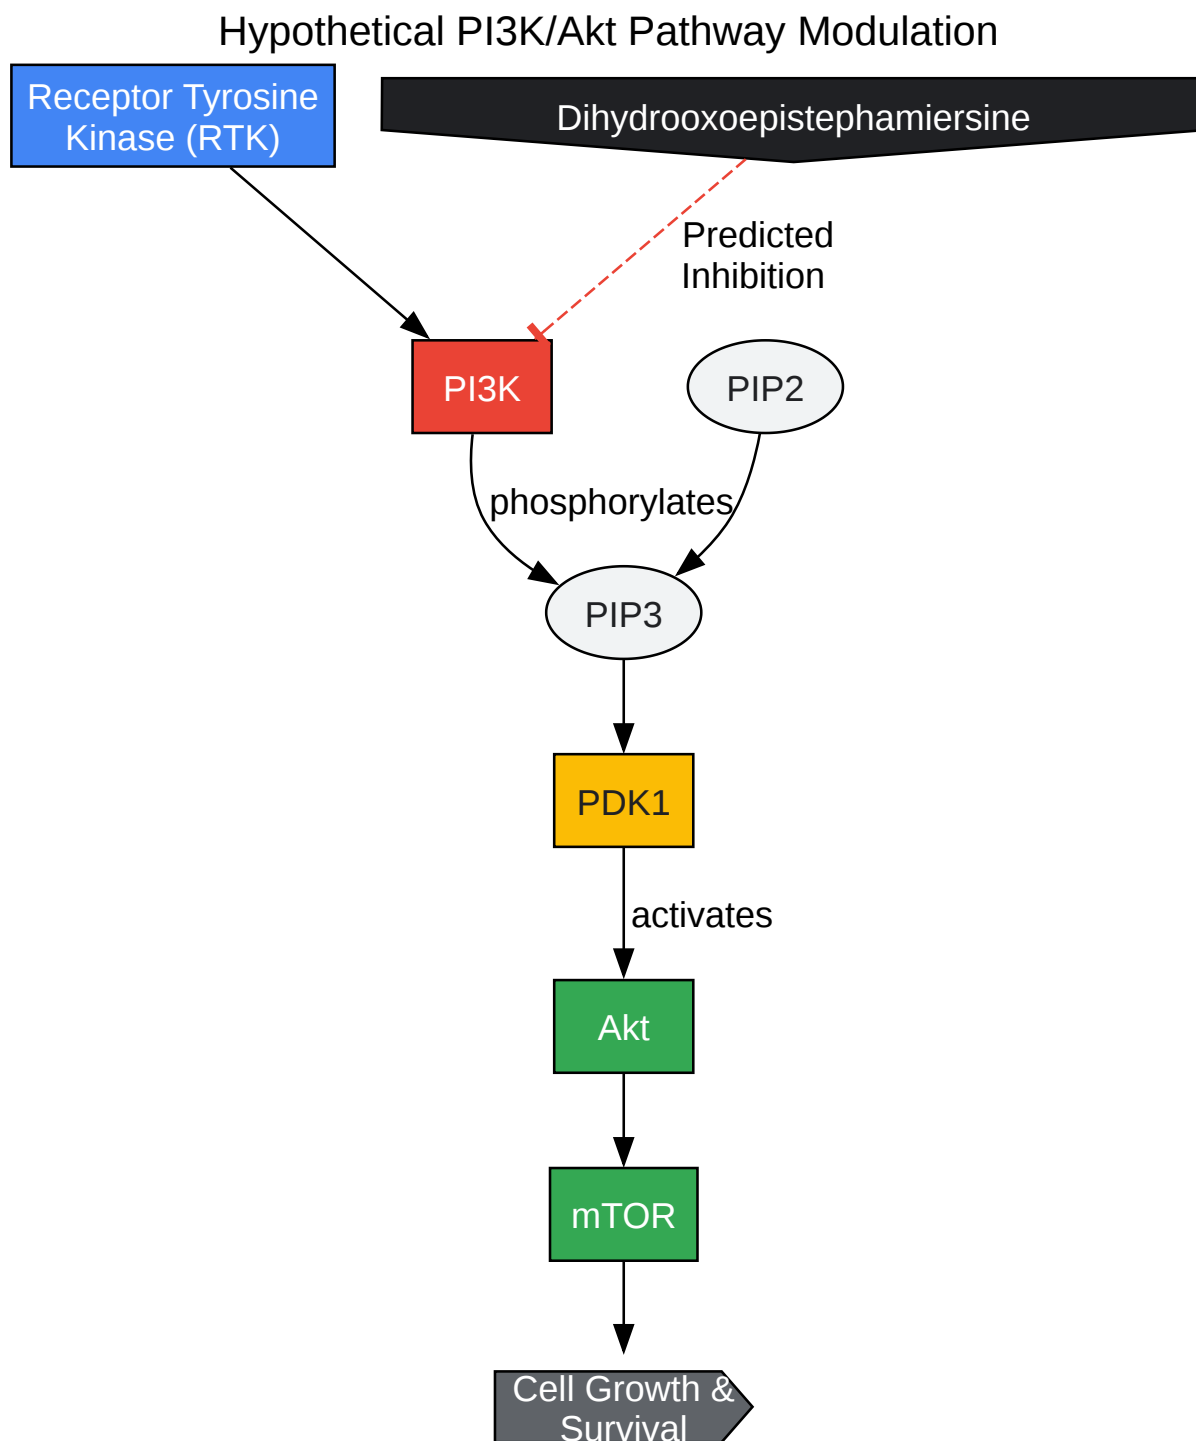 Hypothetical PI3K/Akt Pathway Modulation
Receptor Tyrosine
Kinase (RTK)
Dihydrooxoepistephamiersine
Predicted
Inhibition
PI3K
PIP2
phosphorylates
PIP3
PDK1
activates
Akt
mTOR
Cell Growth &
Survival